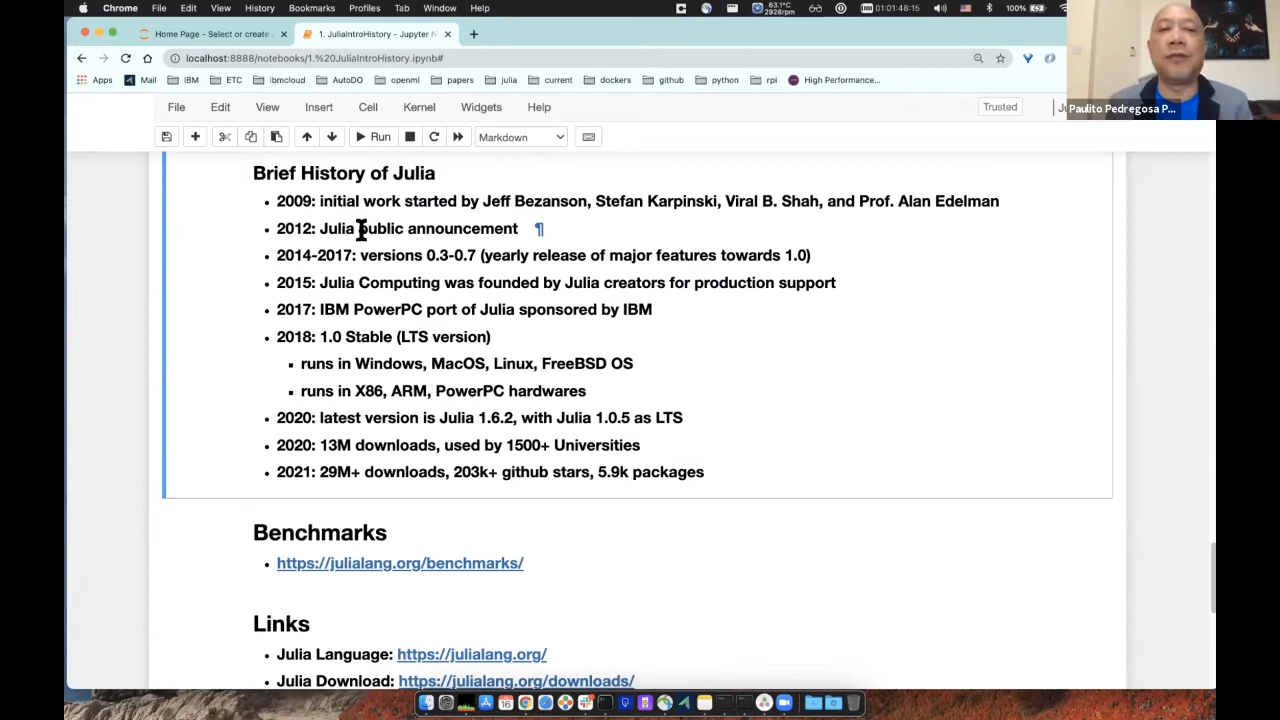 Chrome File Edit View History Bookmarks Profiles Tab Window Help 63.1°C 2928rpm 01:01:48:15 100%
Home Page - Select or create a 1. JuliaIntroHistory - Jupyter N
localhost:8888/notebooks/1.%20JuliaIntroHistory.ipynb#
Apps Mail IBM ETC ibmcloud AutoDO openml papers julia current dockers github python rpi High Performance...
Paulito Pedregosa P...
File Edit View Insert Cell Kernel Widgets Help Trusted
Run Markdown
Brief History of Julia
• 2009: initial work started by Jeff Bezanson, Stefan Karpinski, Viral B. Shah, and Prof. Alan Edelman
• 2012: Julia public announcement ¶
• 2014-2017: versions 0.3-0.7 (yearly release of major features towards 1.0)
• 2015: Julia Computing was founded by Julia creators for production support
• 2017: IBM PowerPC port of Julia sponsored by IBM
• 2018: 1.0 Stable (LTS version)
▪ runs in Windows, MacOS, Linux, FreeBSD OS
▪ runs in X86, ARM, PowerPC hardwares
• 2020: latest version is Julia 1.6.2, with Julia 1.0.5 as LTS
• 2020: 13M downloads, used by 1500+ Universities
• 2021: 29M+ downloads, 203k+ github stars, 5.9k packages
Benchmarks
• https://julialang.org/benchmarks/
Links
• Julia Language: https://julialang.org/
• Julia Download: https://julialang.org/downloads/
16